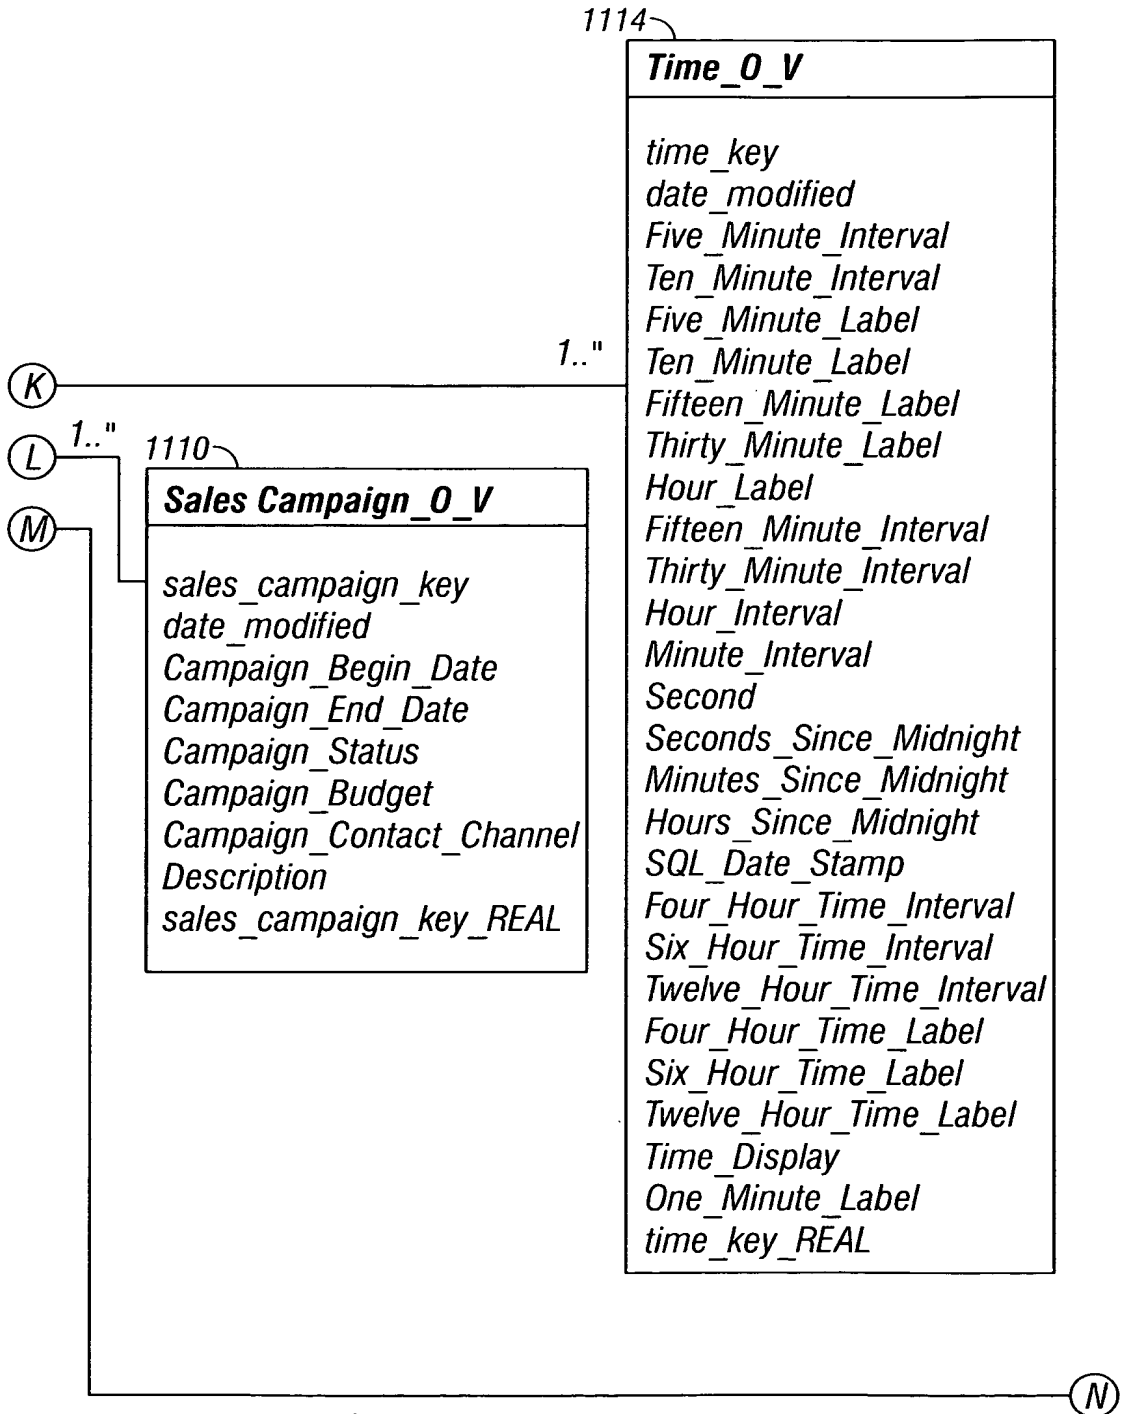 1114
Time_O_V
time_key
date_modified
Five_Minute_Interval
Ten_Minute_Interval
Five_Minute_Label
Ten_Minute_Label
Fifteen_Minute_Label
Thirty_Minute_Label
Hour_Label
Fifteen_Minute_Interval
Thirty_Minute_Interval
Hour_Interval
Minute_Interval
Second
Seconds_Since_Midnight
Minutes_Since_Midnight
Hours_Since_Midnight
SQL_Date_Stamp
Four_Hour_Time_Interval
Six_Hour_Time_Interval
Twelve_Hour_Time_Interval
Four_Hour_Time_Label
Six_Hour_Time_Label
Twelve_Hour_Time_Label
Time_Display
One_Minute_Label
time_key_REAL
1.."
K
L
1.."
M
1110
Sales Campaign_O_V
sales_campaign_key
date_modified
Campaign_Begin_Date
Campaign_End_Date
Campaign_Status
Campaign_Budget
Campaign_Contact_Channel
Description
sales_campaign_key_REAL
N